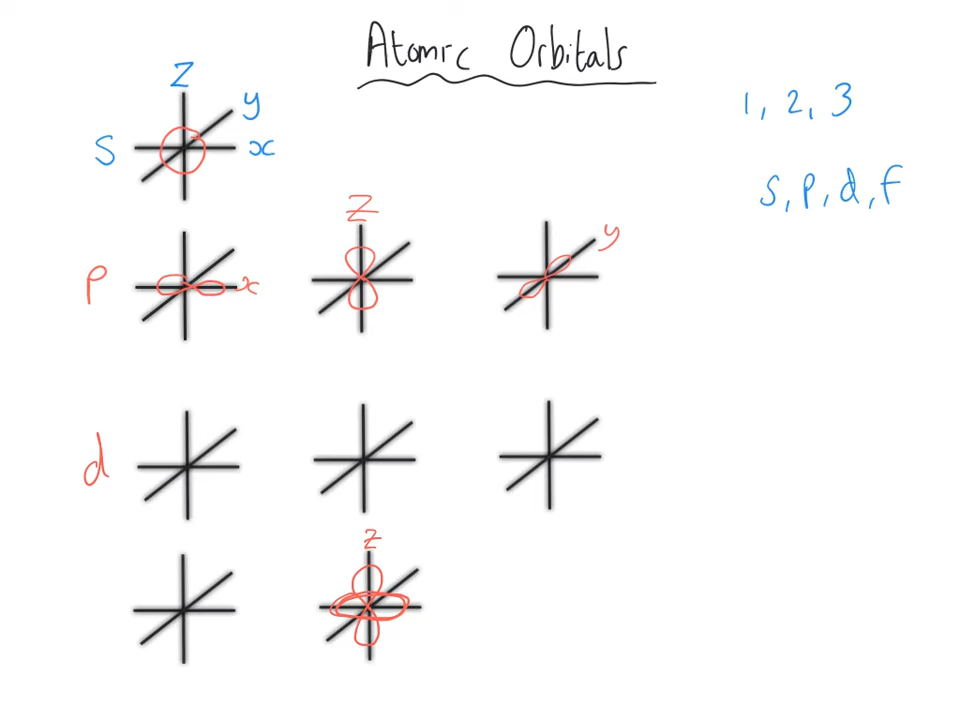 Atomic Orbitals
Z
y
1, 2, 3
S
x
s, p, d, f
Z
y
p
x
d
Z